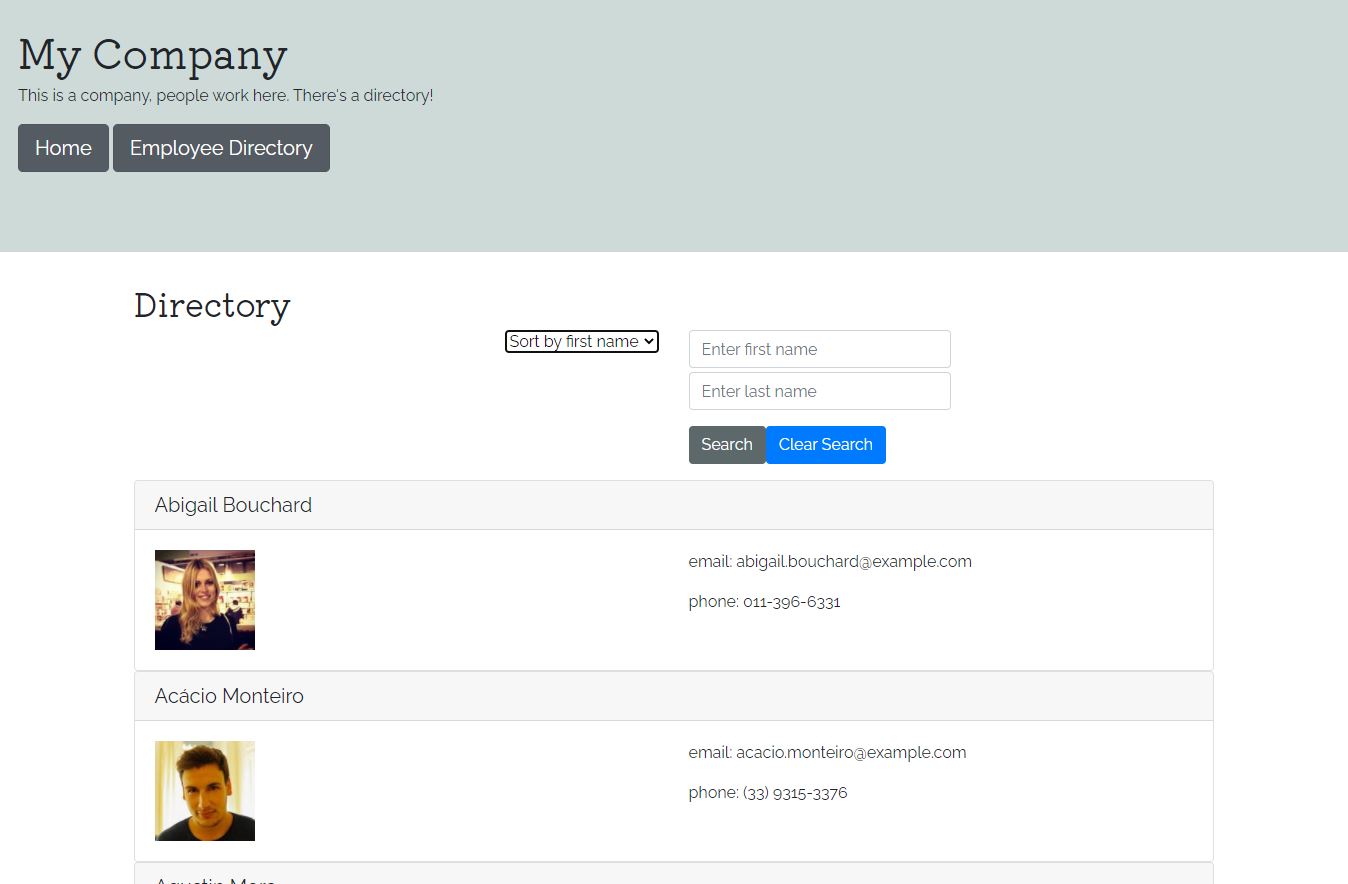 My Company
This is a company, people work here. There's a directory!
Home Employee Directory
Directory
Sort by first name
Enter first name
Enter last name
Search Clear Search
Abigail Bouchard
email: abigail.bouchard@example.com
phone: 011-396-6331
Acácio Monteiro
email: acacio.monteiro@example.com
phone: (33) 9315-3376